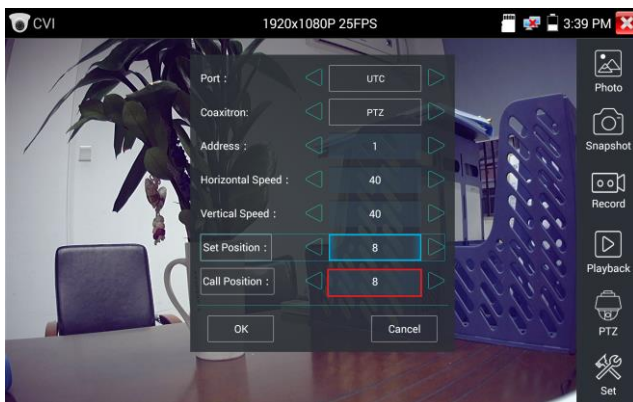 CVI 1920x1080P 25FPS 3:39 PM
Port : UTC
Coaxitron: PTZ
Address : 1
Horizontal Speed : 40
Vertical Speed : 40
Set Position : 8
Call Position : 8
OK Cancel
Photo
Snapshot
Record
Playback
PTZ
Set